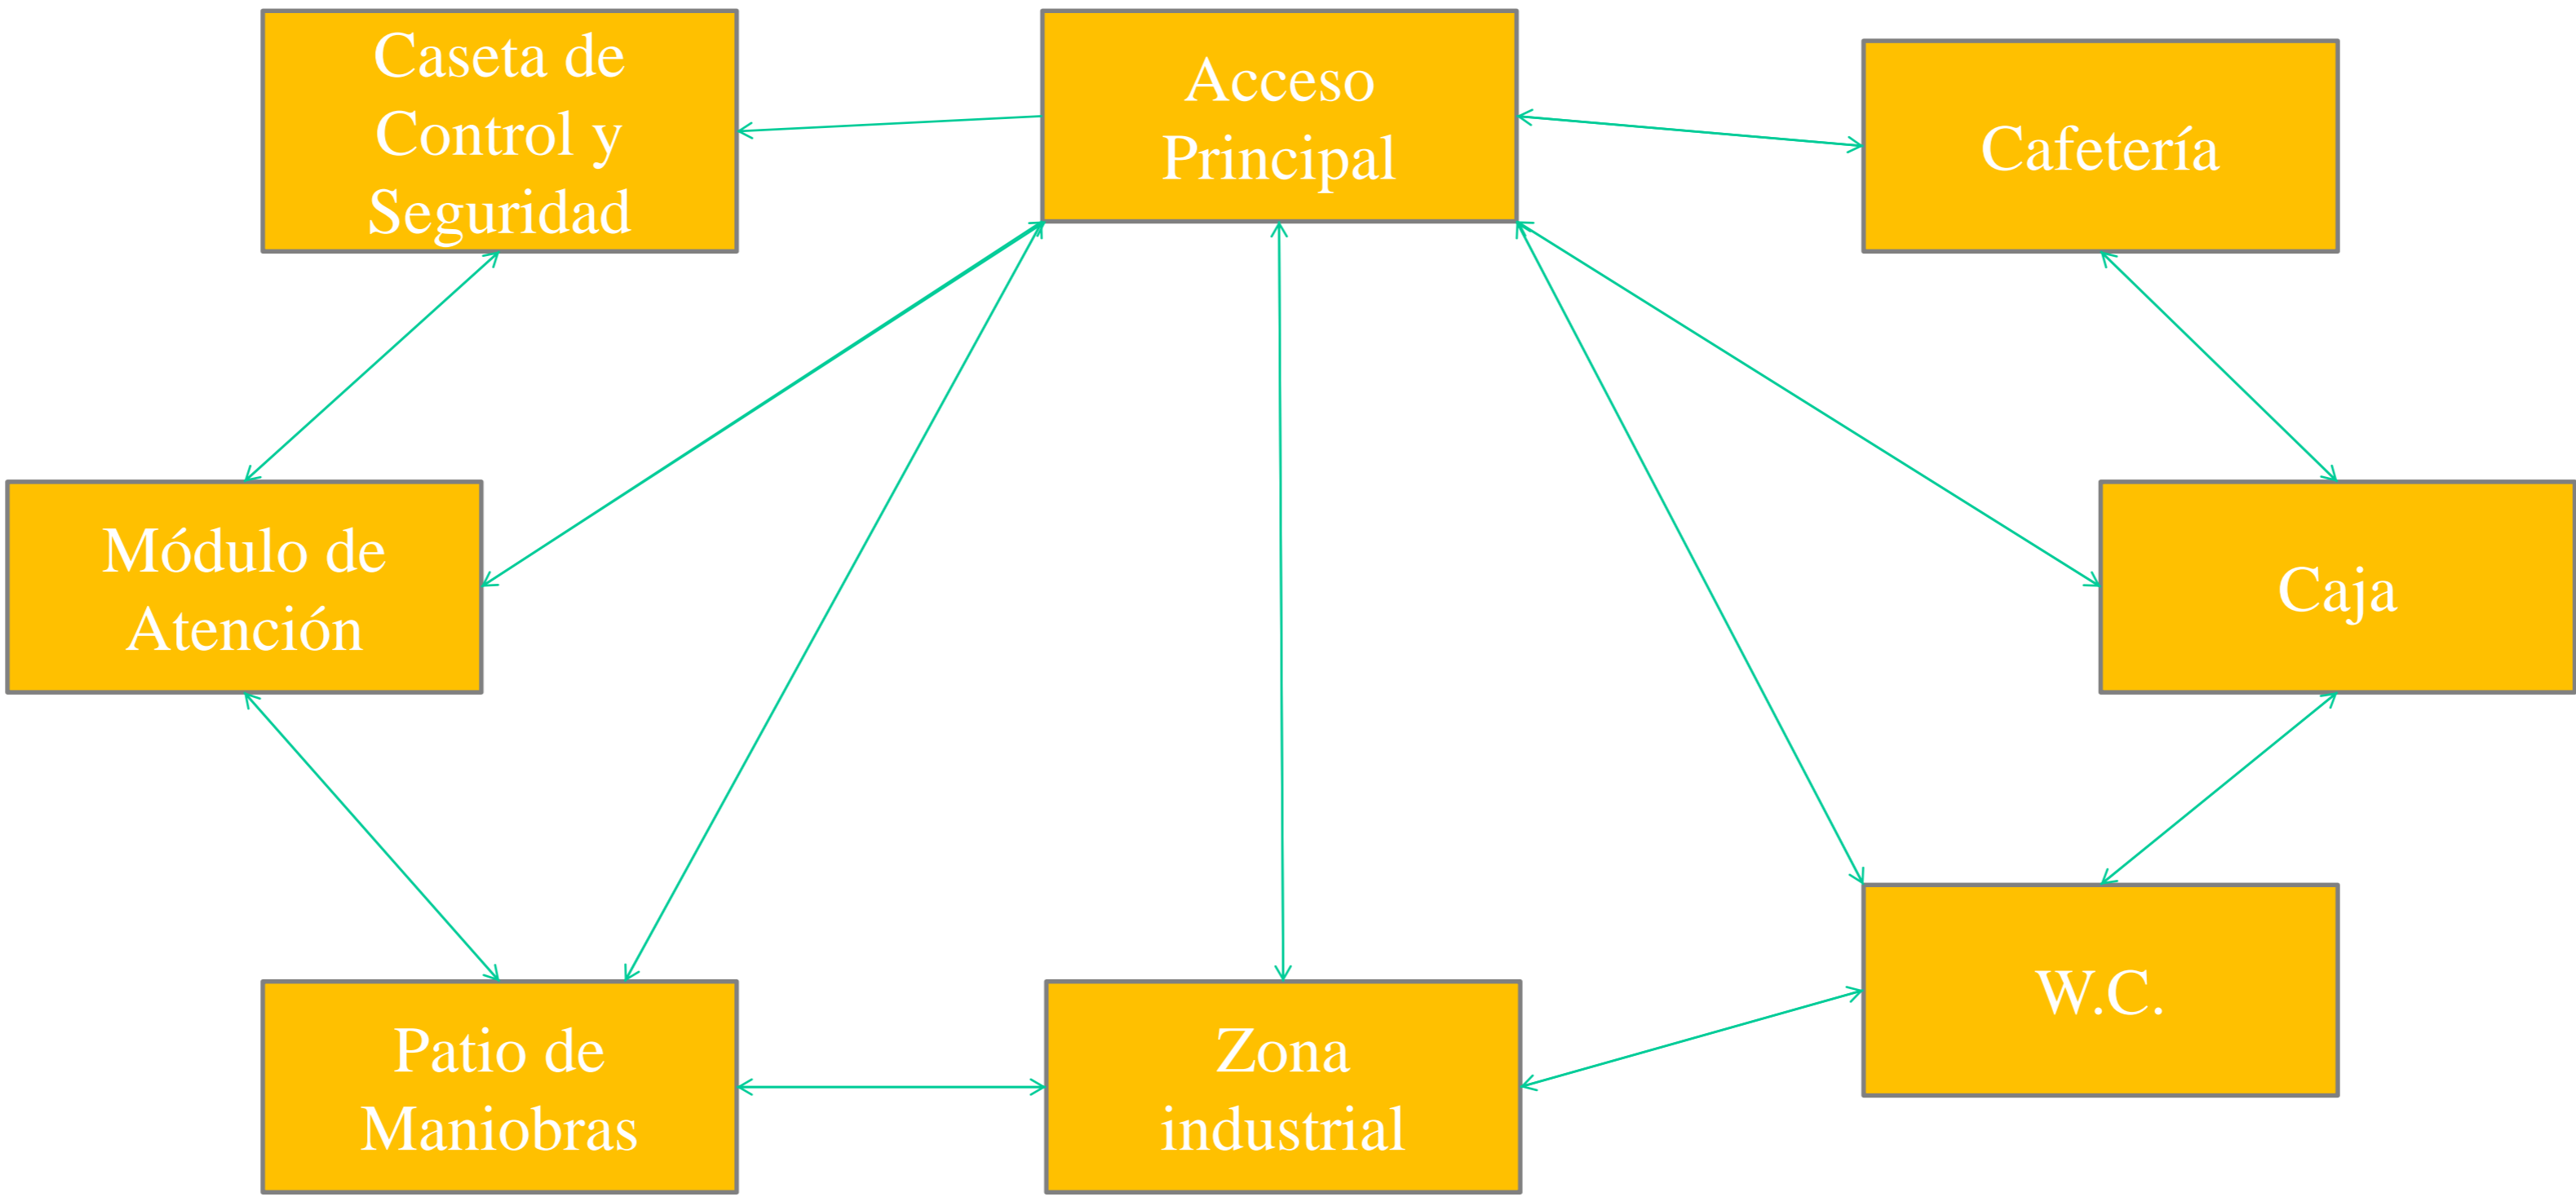 Caseta de
Control y
Seguridad
Acceso
Principal
Cafetería
Módulo de
Atención
Caja
Patio de
Maniobras
Zona
industrial
W.C.